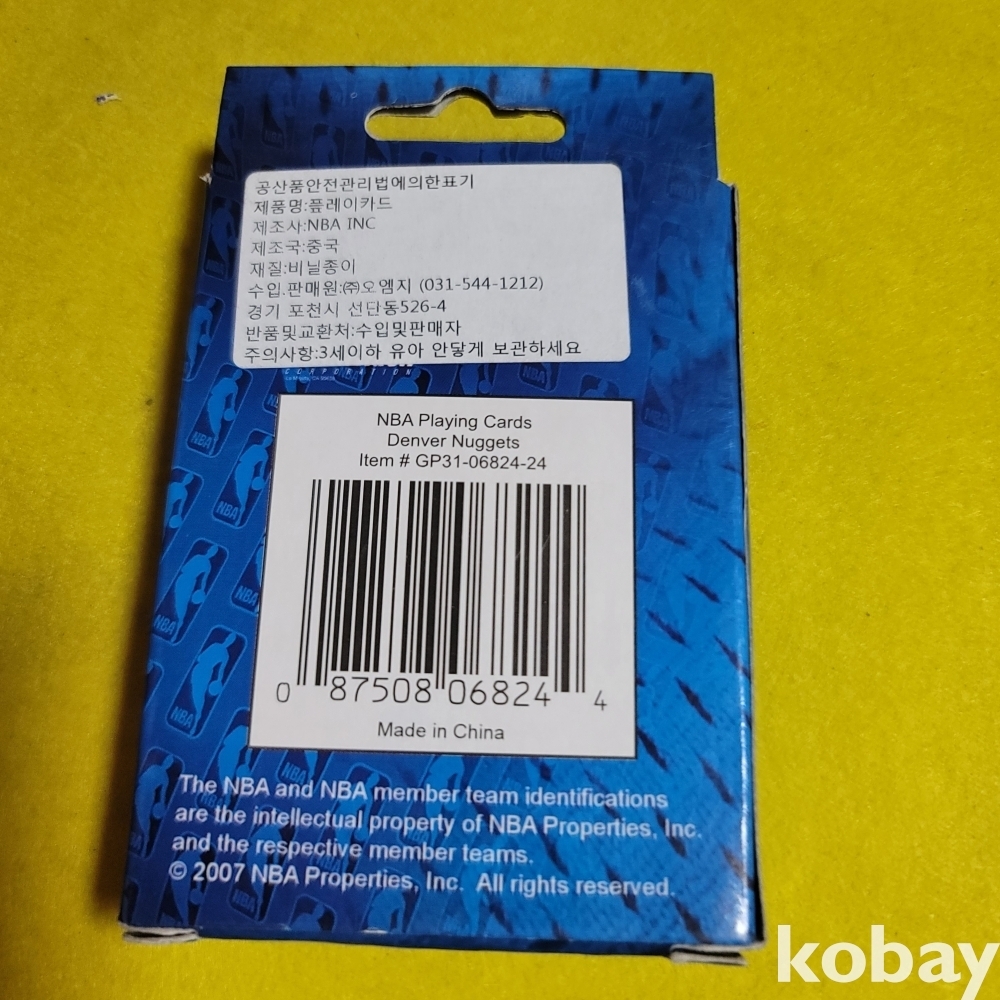 공산품안전관리법에의한표기
제품명:플레이카드
제조사:NBA INC
제조국:중국
재질:비닐종이
수입.판매원:㈜오엠지 (031-544-1212)
경기 포천시 선단동526-4
반품및교환처:수입및판매자
주의사항:3세이하 유아 안닿게 보관하세요
CORPORATION
NBA Playing Cards
Denver Nuggets
Item # GP31-06824-24
0 87508 06824 4
Made in China
The NBA and NBA member team identifications
are the intellectual property of NBA Properties, Inc.
and the respective member teams.
© 2007 NBA Properties, Inc. All rights reserved.
NBA
NBA
NBA
NBA
NBA
NBA
kobay